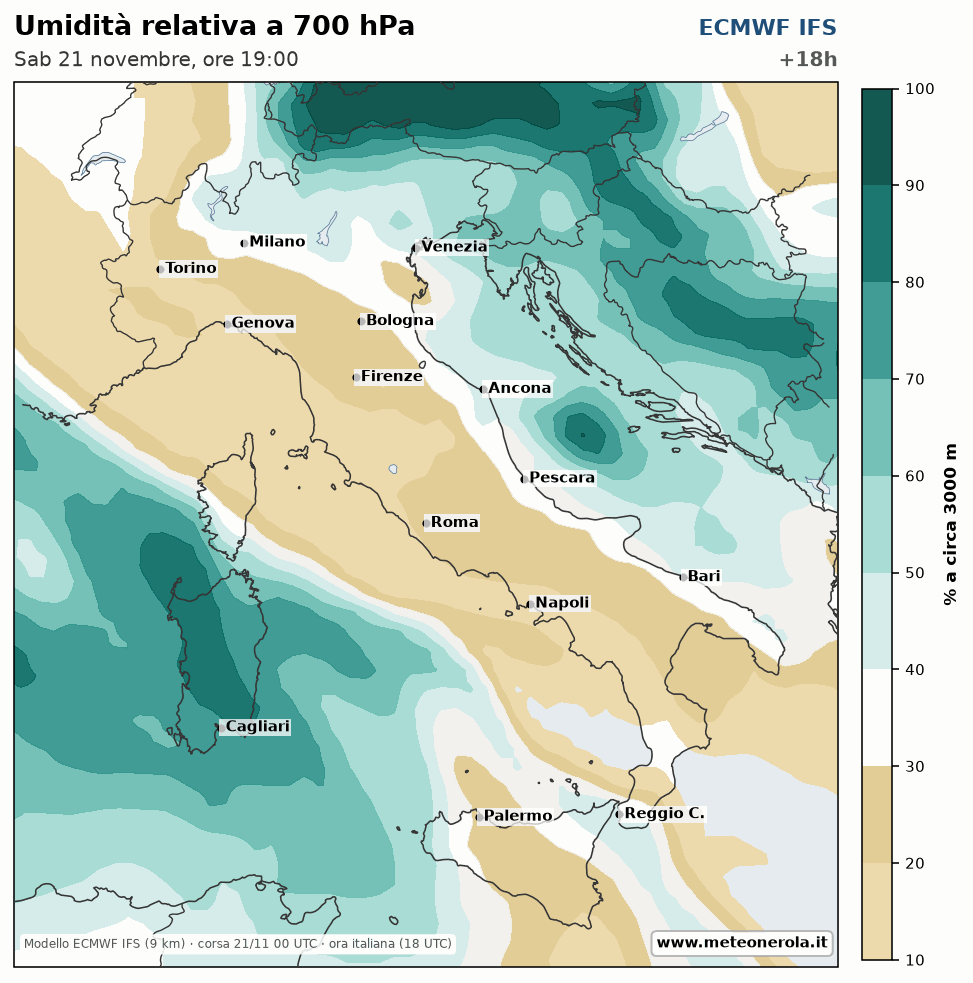 Umidità relativa a 700 hPa
ECMWF IFS
Sab 21 novembre, ore 19:00
+18h
100
90
80
70
60
50
40
30
20
10
% a circa 3000 m
Milano
Venezia
Torino
Genova
Bologna
Firenze
Ancona
Pescara
Roma
Bari
Napoli
Cagliari
Palermo
Reggio C.
Modello ECMWF IFS (9 km) · corsa 21/11 00 UTC · ora italiana (18 UTC)
www.meteonerola.it